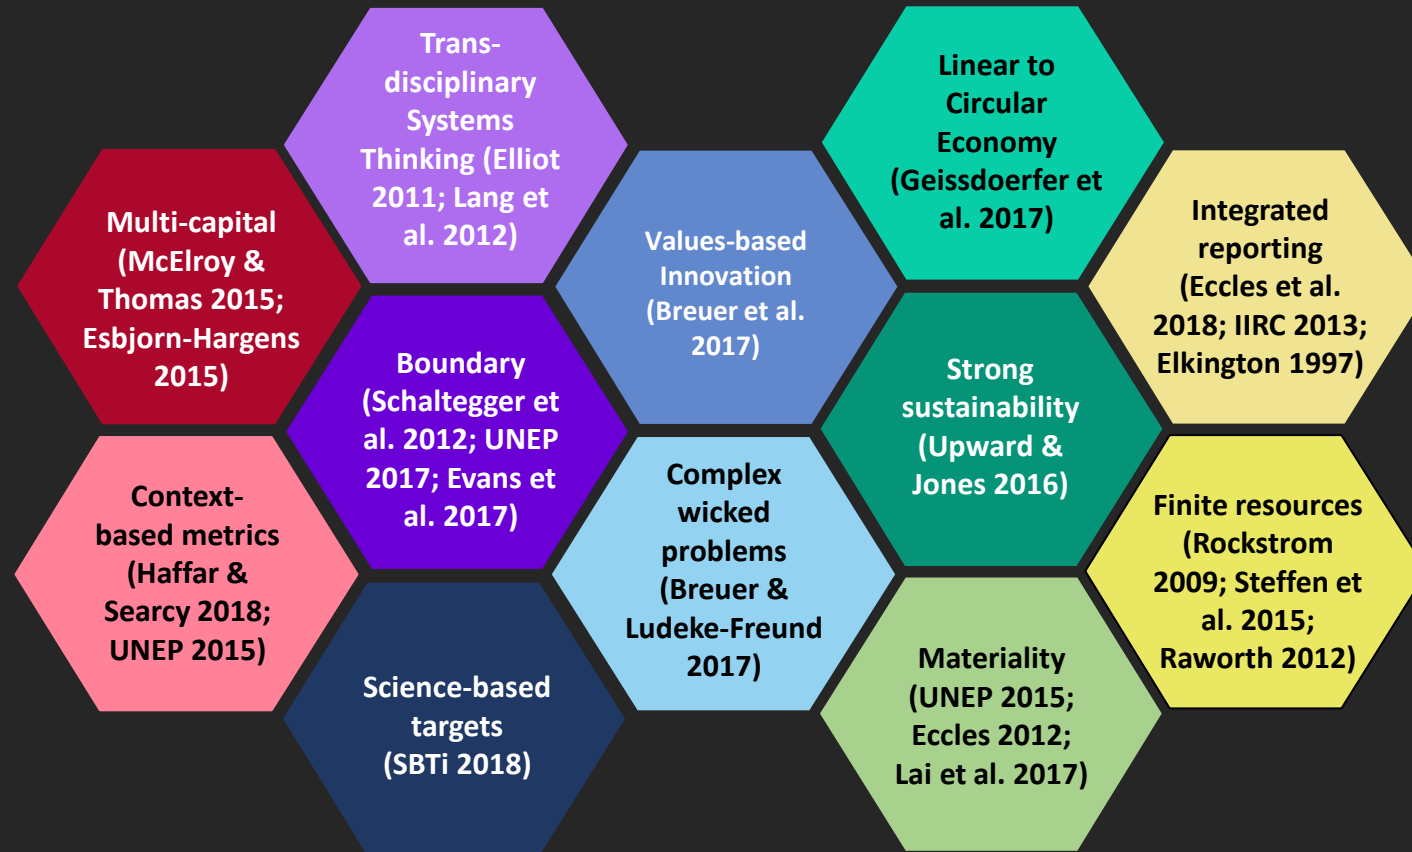 Trans-
disciplinary
Systems
Thinking (Elliot
2011; Lang et
al. 2012)
Linear to
Circular
Economy
(Geissdoerfer et
al. 2017)
Multi-capital
(McElroy &
Thomas 2015;
Esbjorn-Hargens
2015)
Values-based
Innovation
(Breuer et al.
2017)
Integrated
reporting
(Eccles et al.
2018; IIRC 2013;
Elkington 1997)
Boundary
(Schaltegger et
al. 2012; UNEP
2017; Evans et
al. 2017)
Strong
sustainability
(Upward &
Jones 2016)
Context-
based metrics
(Haffar &
Searcy 2018;
UNEP 2015)
Complex
wicked
problems
(Breuer &
Ludeke-Freund
2017)
Finite resources
(Rockstrom
2009; Steffen et
al. 2015;
Raworth 2012)
Science-based
targets
(SBTi 2018)
Materiality
(UNEP 2015;
Eccles 2012;
Lai et al. 2017)